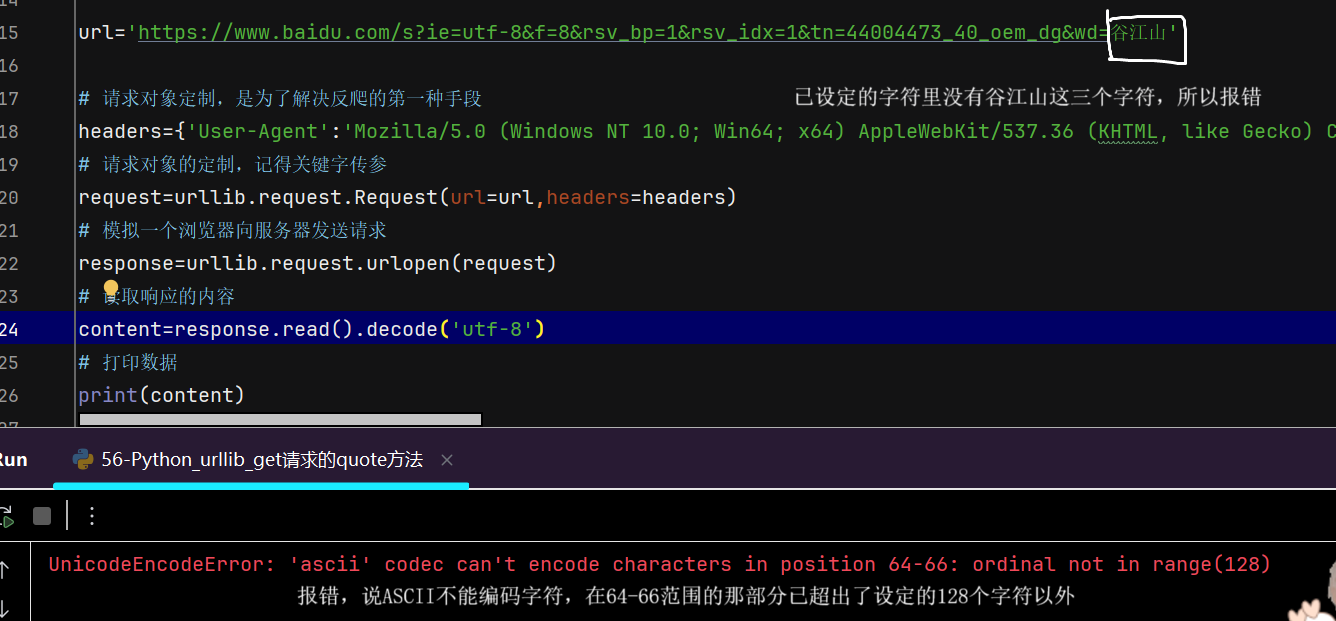 15 url='https://www.baidu.com/s?ie=utf-8&f=8&rsv_bp=1&rsv_idx=1&tn=44004473_40_oem_dg&wd=谷江山'
16
17 # 请求对象定制，是为了解决反爬的第一种手段
已设定的字符里没有谷江山这三个字符，所以报错
18 headers={'User-Agent':'Mozilla/5.0 (Windows NT 10.0; Win64; x64) AppleWebKit/537.36 (KHTML, like Gecko) C
19 # 请求对象的定制，记得关键字传参
20 request=urllib.request.Request(url=url,headers=headers)
21 # 模拟一个浏览器向服务器发送请求
22 response=urllib.request.urlopen(request)
23 # 读取响应的内容
24 content=response.read().decode('utf-8')
25 # 打印数据
26 print(content)
Run 56-Python_urllib_get请求的quote方法
UnicodeEncodeError: 'ascii' codec can't encode characters in position 64-66: ordinal not in range(128)
报错，说ASCII不能编码字符，在64-66范围的那部分已超出了设定的128个字符以外